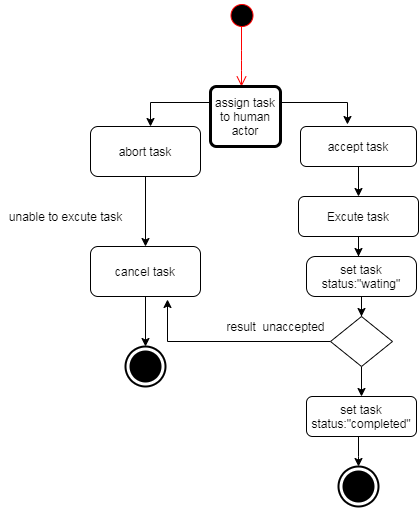 assign task
to human
actor
abort task
accept task
unable to excute task
Excute task
cancel task
set task
status:"wating"
result unaccepted
set task
status:"completed"